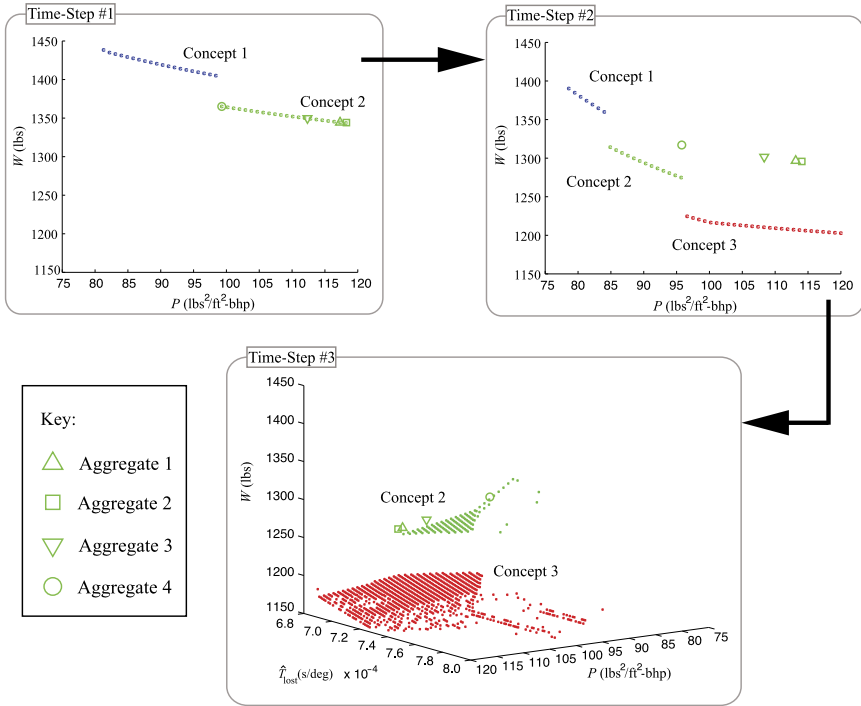 Time-Step #1
1450
1400
1350
1300
1250
1200
1150
W (lbs)
Concept 1
Concept 2
75 80 85 90 95 100 105 110 115 120
P (lbs²/ft²-bhp)
Time-Step #2
1450
1400
1350
1300
1250
1200
1150
W (lbs)
Concept 1
Concept 2
Concept 3
75 80 85 90 95 100 105 110 115 120
P (lbs²/ft²-bhp)
Key:
Aggregate 1
Aggregate 2
Aggregate 3
Aggregate 4
Time-Step #3
1450
1400
1350
1300
1250
1200
1150
W (lbs)
Concept 2
Concept 3
6.8 7.0 7.2 7.4 7.6 7.8 8.0
T̂lost(s/deg) x 10⁻⁴
120 115 110 105 100 95 90 85 80 75
P (lbs²/ft²-bhp)